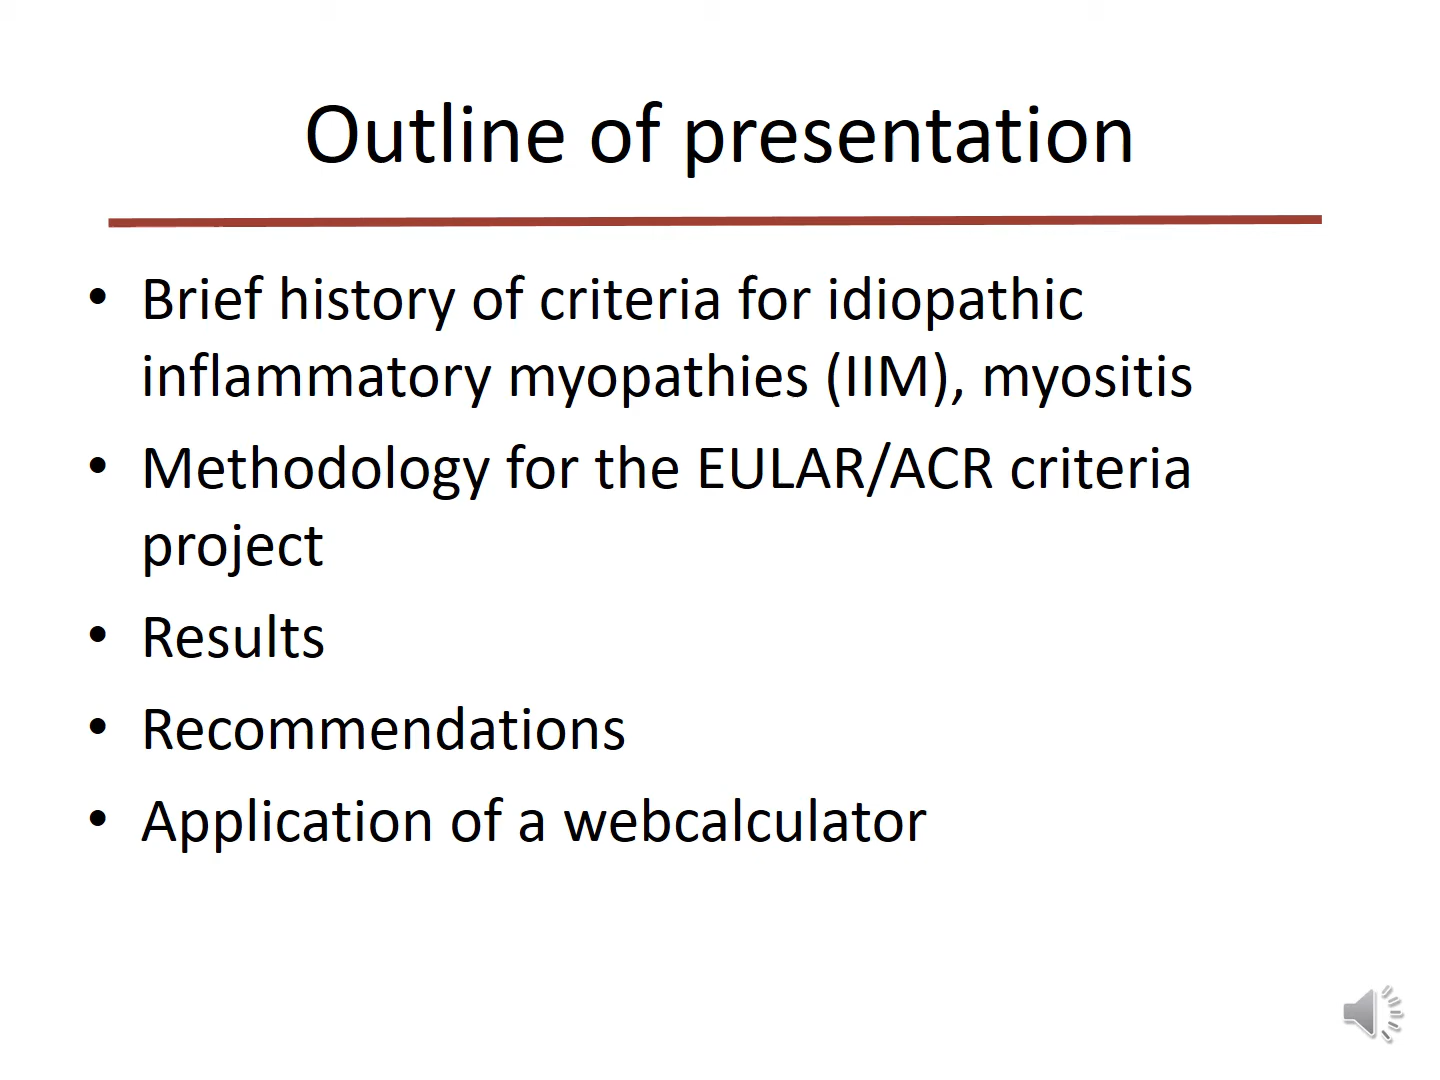 Outline of presentation
• Brief history of criteria for idiopathic
inflammatory myopathies (IIM), myositis
• Methodology for the EULAR/ACR criteria
project
• Results
• Recommendations
• Application of a webcalculator